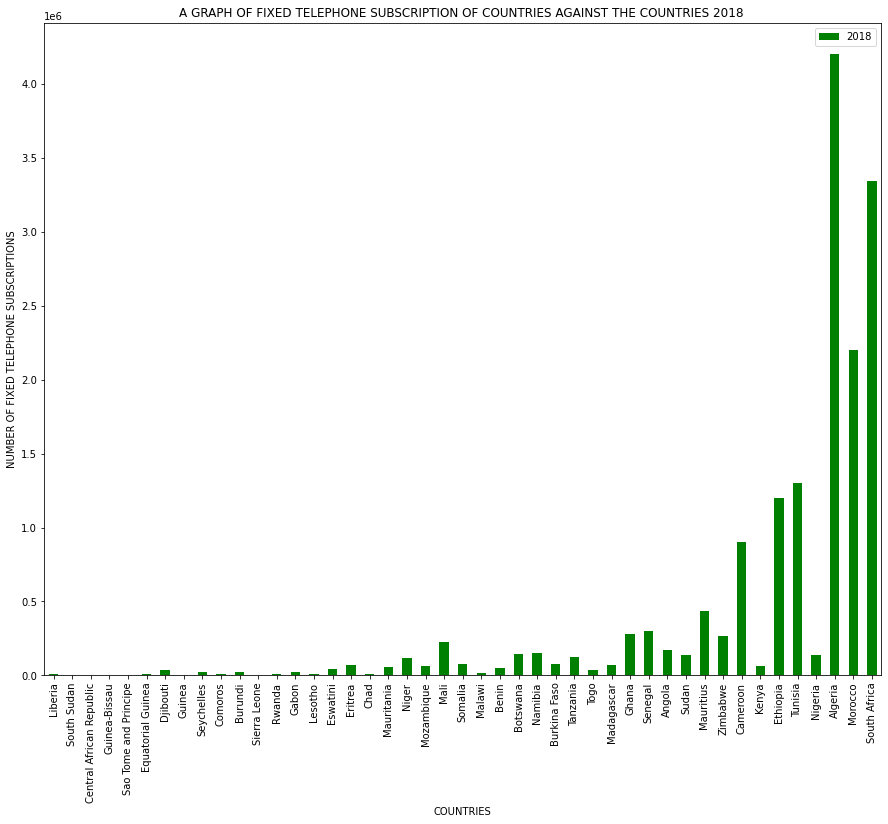 A GRAPH OF FIXED TELEPHONE SUBSCRIPTION OF COUNTRIES AGAINST THE COUNTRIES 2018
1e6
2018
4.0
3.5
3.0
2.5
2.0
1.5
1.0
0.5
0.0
NUMBER OF FIXED TELEPHONE SUBSCRIPTIONS
Liberia
South Sudan
Central African Republic
Guinea-Bissau
Sao Tome and Principe
Equatorial Guinea
Djibouti
Guinea
Seychelles
Comoros
Burundi
Sierra Leone
Rwanda
Gabon
Lesotho
Eswatini
Eritrea
Chad
Mauritania
Niger
Mozambique
Mali
Somalia
Malawi
Benin
Botswana
Namibia
Burkina Faso
Tanzania
Togo
Madagascar
Ghana
Senegal
Angola
Sudan
Mauritius
Zimbabwe
Cameroon
Kenya
Ethiopia
Tunisia
Nigeria
Algeria
Morocco
South Africa
COUNTRIES